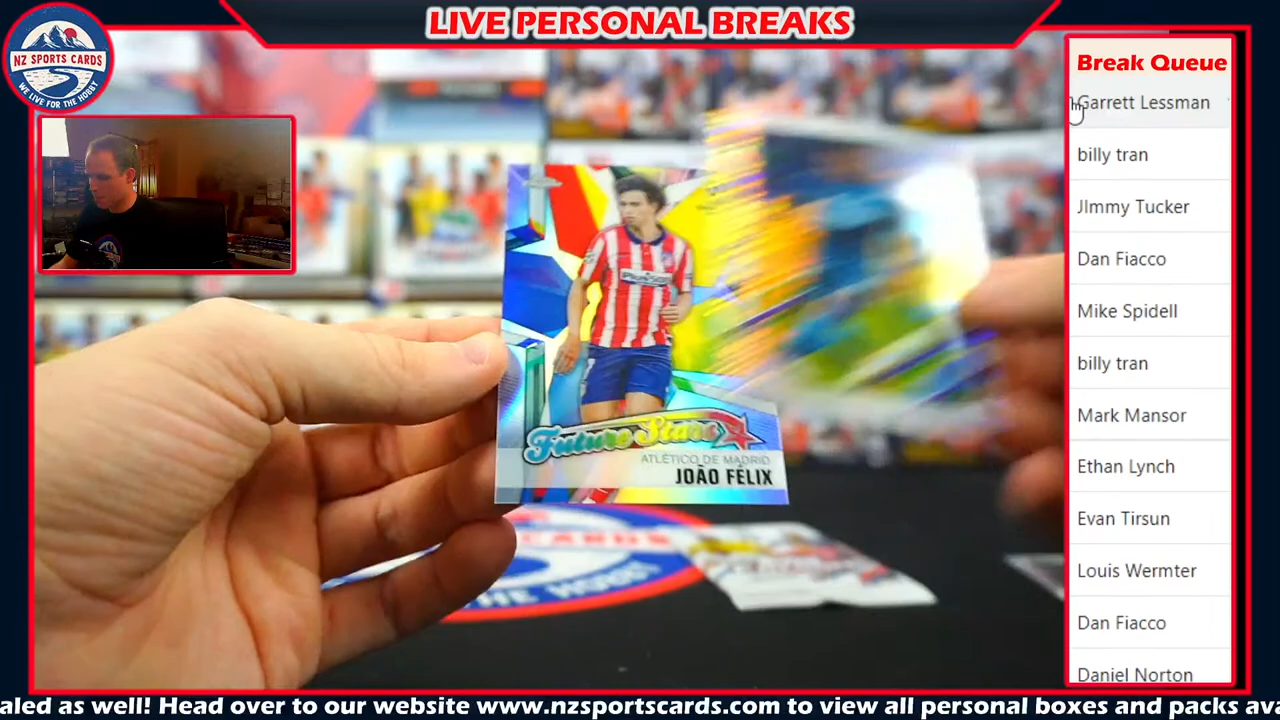 LIVE PERSONAL BREAKS
NZ SPORTS CARDS
WE LIVE FOR THE HOBBY
Break Queue
Garrett Lessman
billy tran
JImmy Tucker
Dan Fiacco
Mike Spidell
billy tran
Mark Mansor
Ethan Lynch
Evan Tirsun
Louis Wermter
Dan Fiacco
Daniel Norton
Future Stars
ATLÉTICO DE MADRID
JOÃO FÉLIX
CARDS
THE HOBBY
aled as well! Head over to our website www.nzsportscards.com to view all personal boxes and packs ava